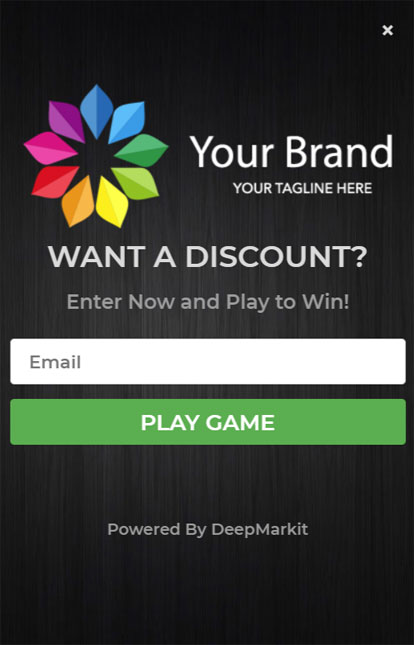 ×
Your Brand
YOUR TAGLINE HERE
WANT A DISCOUNT?
Enter Now and Play to Win!
Email
PLAY GAME
Powered By DeepMarkit